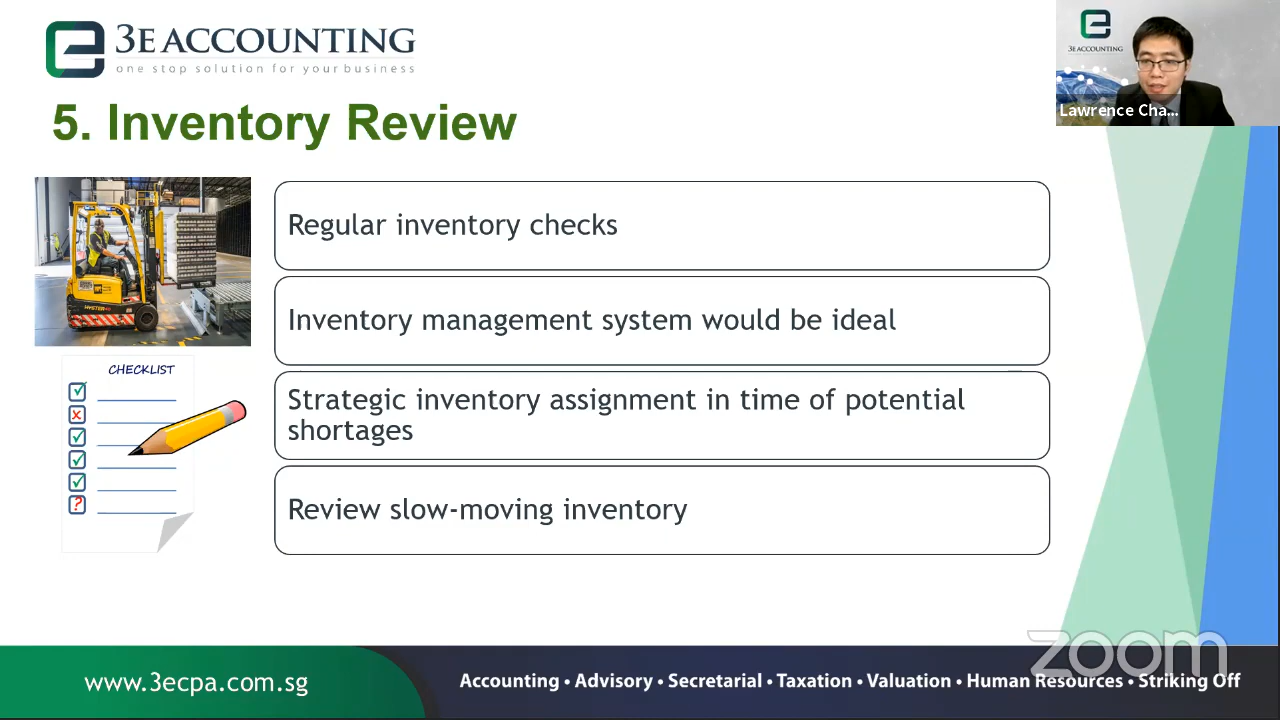 3E ACCOUNTING
one stop solution for your business
3E ACCOUNTING
Lawrence Cha...
5. Inventory Review
Regular inventory checks
Inventory management system would be ideal
Strategic inventory assignment in time of potential
shortages
Review slow-moving inventory
HYSTER
CHECKLIST
?
zoom
www.3ecpa.com.sg
Accounting • Advisory • Secretarial • Taxation • Valuation • Human Resources • Striking Off